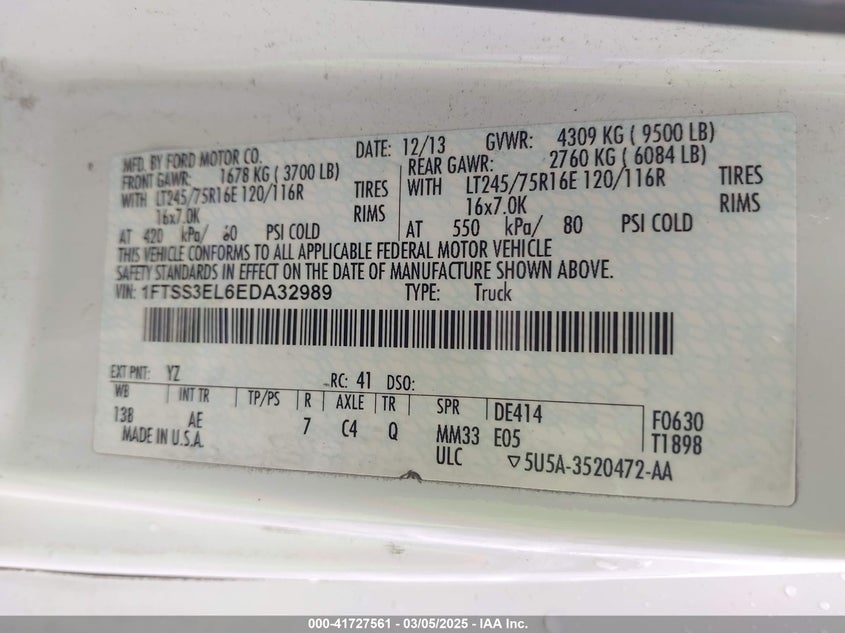 MFD. BY FORD MOTOR CO. DATE: 12/13 GVWR: 4309 KG ( 9500 LB)
FRONT GAWR: 1678 KG ( 3700 LB) REAR GAWR: 2760 KG ( 6084 LB)
WITH LT245/75R16E 120/116R TIRES WITH LT245/75R16E 120/116R TIRES
16x7.0K RIMS 16x7.0K RIMS
AT 420 kPa/ 60 PSI COLD AT 550 kPa/ 80 PSI COLD
THIS VEHICLE CONFORMS TO ALL APPLICABLE FEDERAL MOTOR VEHICLE
SAFETY STANDARDS IN EFFECT ON THE DATE OF MANUFACTURE SHOWN ABOVE.
VIN: 1FTSS3EL6EDA32989 TYPE: Truck
EXT PNT: YZ RC: 41 DSO:
WB INT TR TP/PS R AXLE TR SPR DE414 F0630
138 AE 7 C4 Q MM33 E05 T1898
MADE IN U.S.A. ULC ▽5U5A-3520472-AA
000-41727561 - 03/05/2025 - IAA Inc.